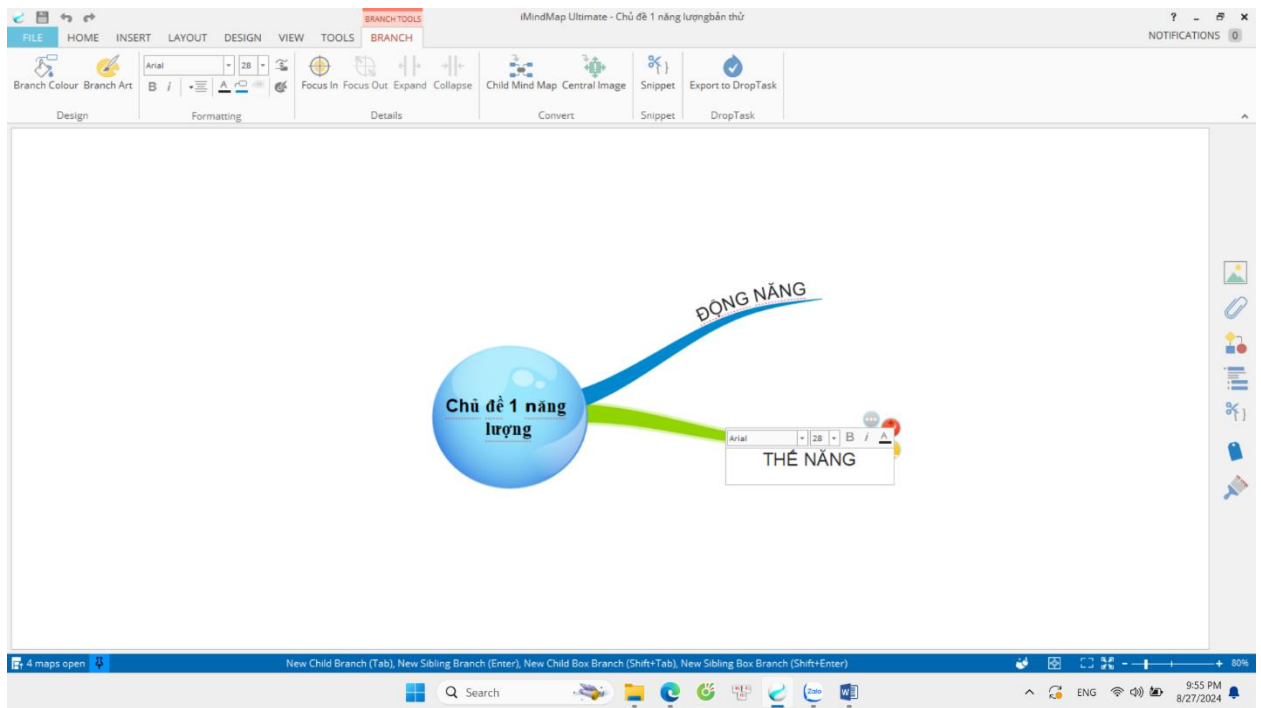 BRANCH TOOLS
iMindMap Ultimate - Chủ đề 1 năng lượngbản thử
? 
FILE HOME INSERT LAYOUT DESIGN VIEW TOOLS BRANCH
NOTIFICATIONS 0
Arial 28
B i A
Branch Colour Branch Art
Focus In Focus Out Expand Collapse
Child Mind Map Central Image
Snippet
Export to DropTask
Design Formatting Details Convert Snippet DropTask
ĐỘNG NĂNG
Chủ đề 1 năng
lượng
Arial 28 B i A
THẾ NĂNG
4 maps open
New Child Branch (Tab), New Sibling Branch (Enter), New Child Box Branch (Shift+Tab), New Sibling Box Branch (Shift+Enter)
80%
Search
Zalo
ENG
9:55 PM
8/27/2024